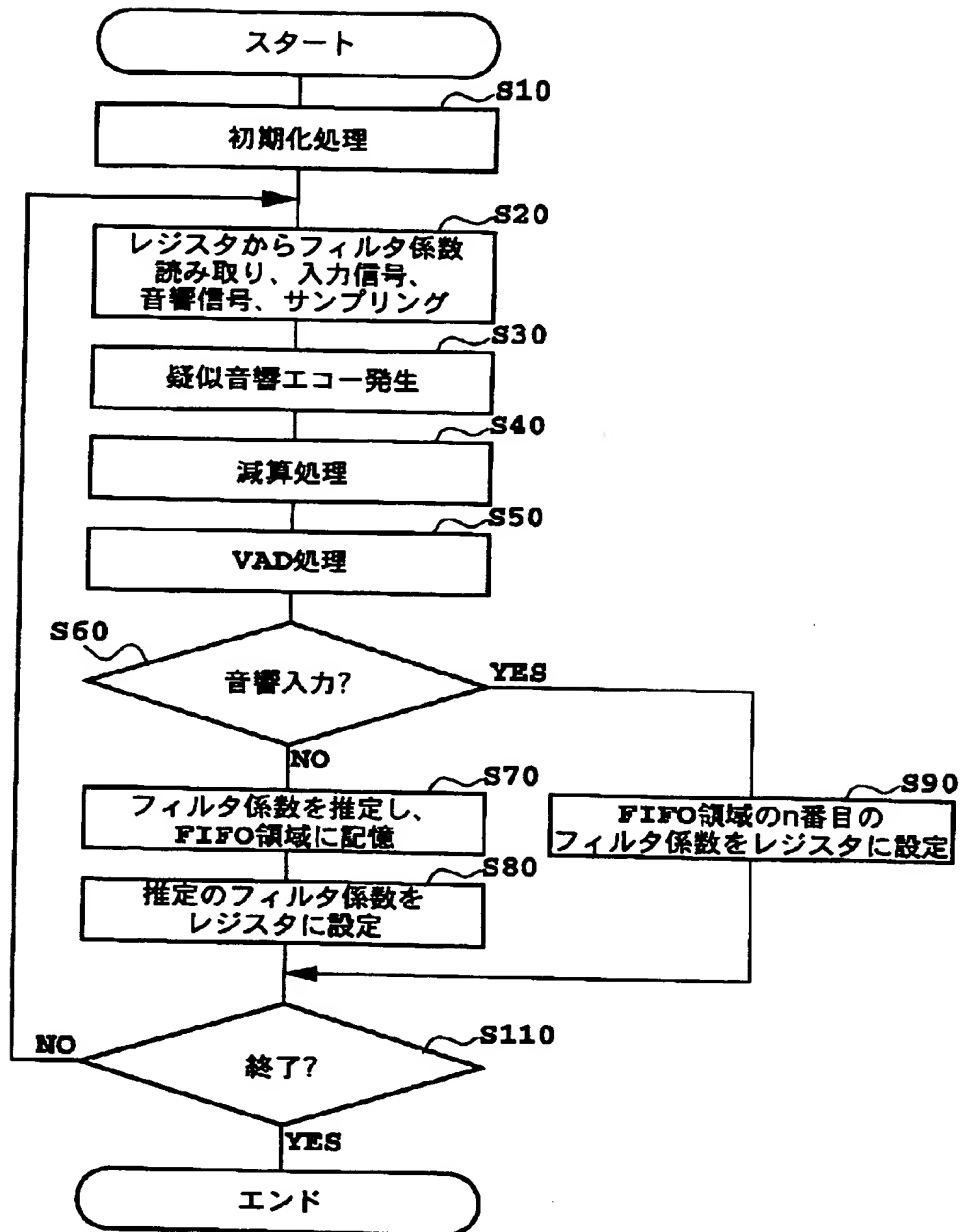 スタート
S10
初期化処理
S20
レジスタからフィルタ係数
読み取り、入力信号、
音響信号、サンプリング
S30
疑似音響エコー発生
S40
減算処理
S50
VAD処理
S60
音響入力?
YES
NO
S70
フィルタ係数を推定し、
FIFO領域に記憶
S90
FIFO領域のn番目の
フィルタ係数をレジスタに設定
S80
推定のフィルタ係数を
レジスタに設定
S110
NO
終了?
YES
エンド